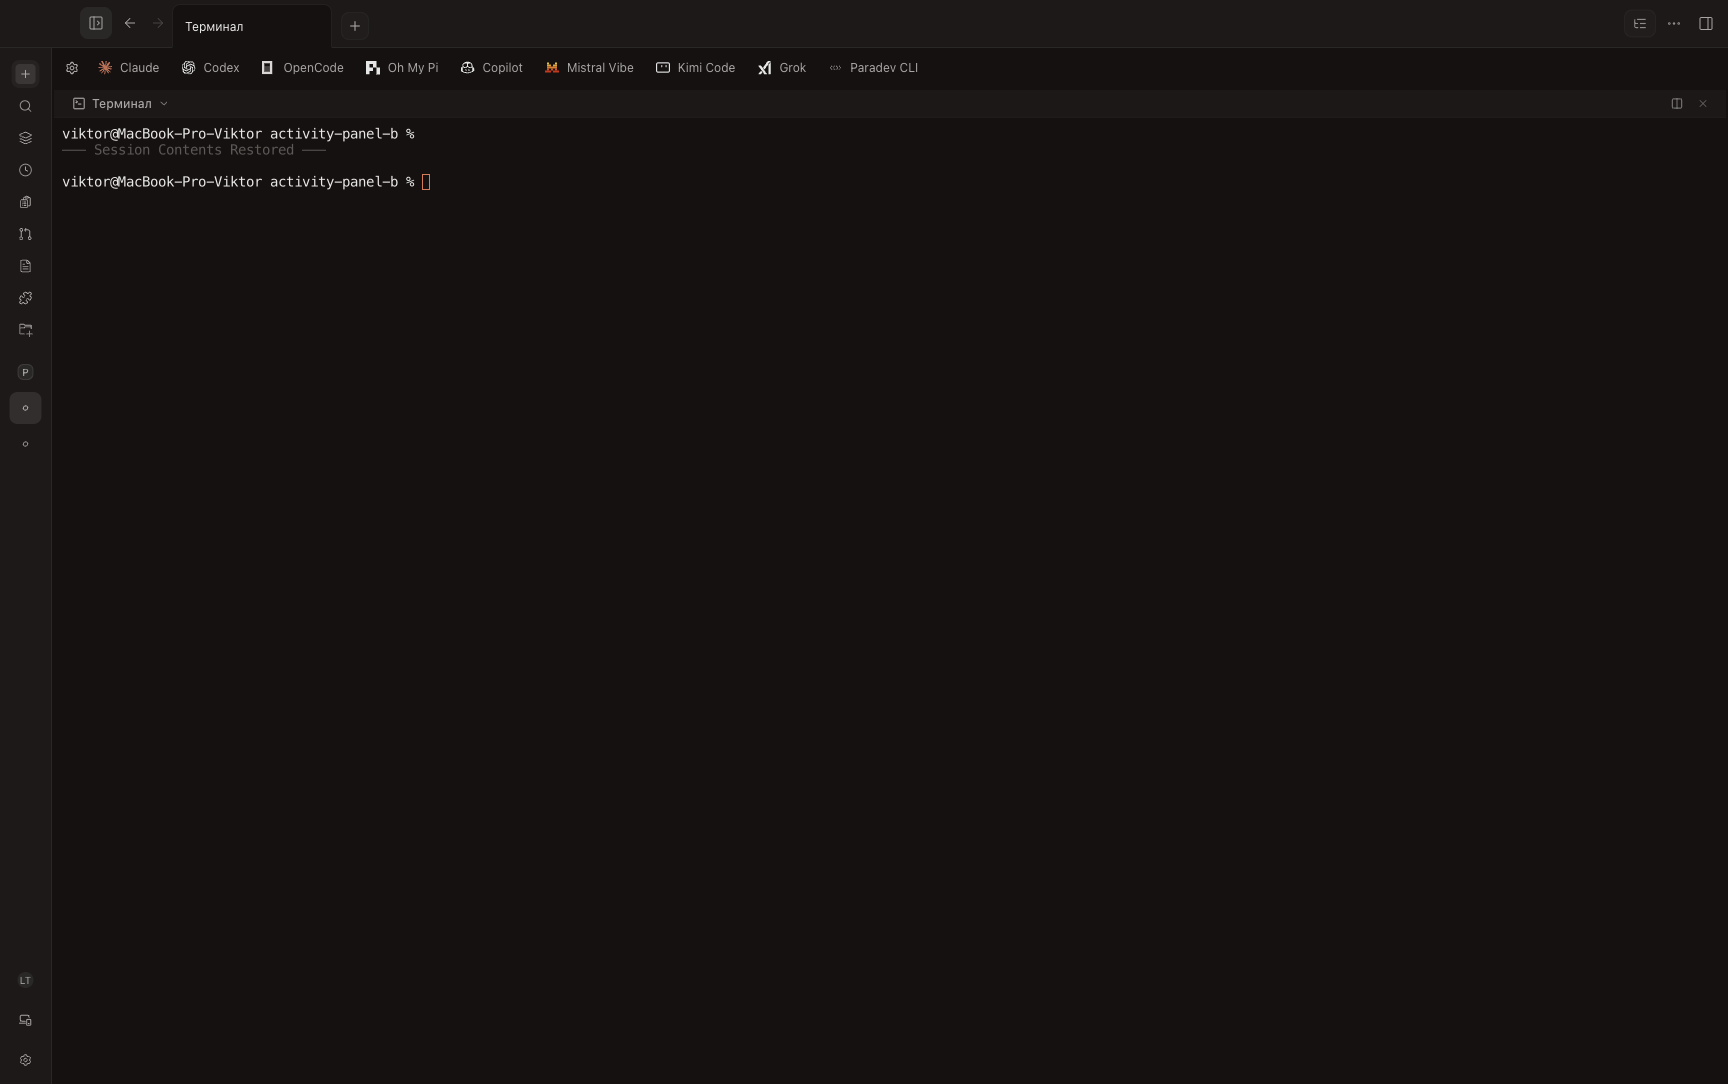 Терминал
Claude
Codex
OpenCode
Oh My Pi
Copilot
Mistral Vibe
Kimi Code
Grok
Paradev CLI
Терминал
viktor@MacBook-Pro-Viktor activity-panel-b %
─── Session Contents Restored ───
viktor@MacBook-Pro-Viktor activity-panel-b %
P
LT